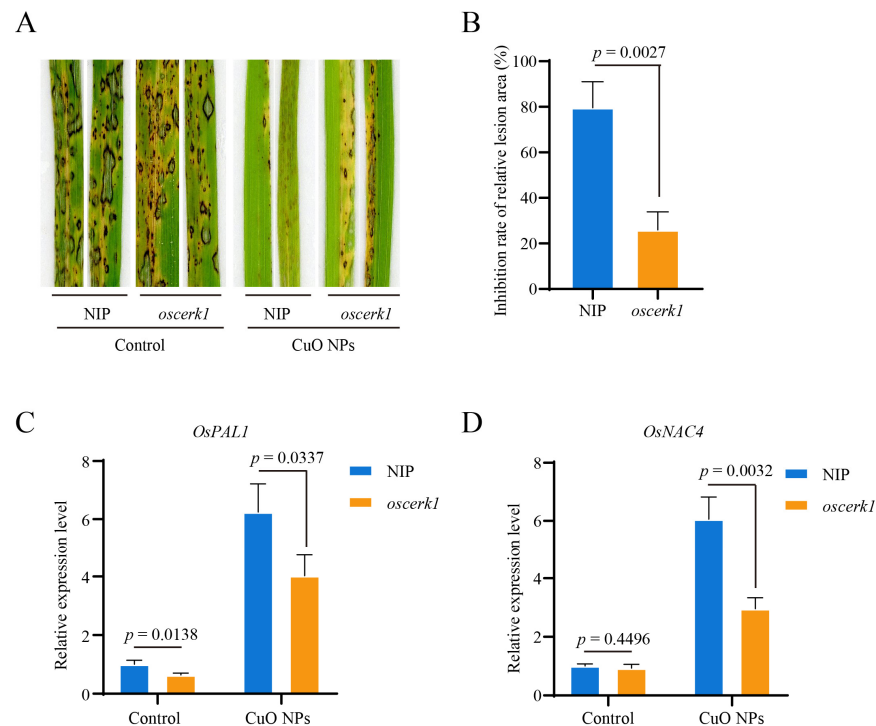 A
NIP
oscerk1
NIP
oscerk1
Control
CuO NPs
B
p = 0.0027
Inhibition rate of relative lesion area (%)
100
80
60
40
20
0
NIP
oscerk1
C
OsPAL1
p = 0.0337
NIP
oscerk1
p = 0.0138
Relative expression level
8
6
4
2
0
Control
CuO NPs
D
OsNAC4
p = 0.0032
NIP
oscerk1
p = 0.4496
Relative expression level
8
6
4
2
0
Control
CuO NPs